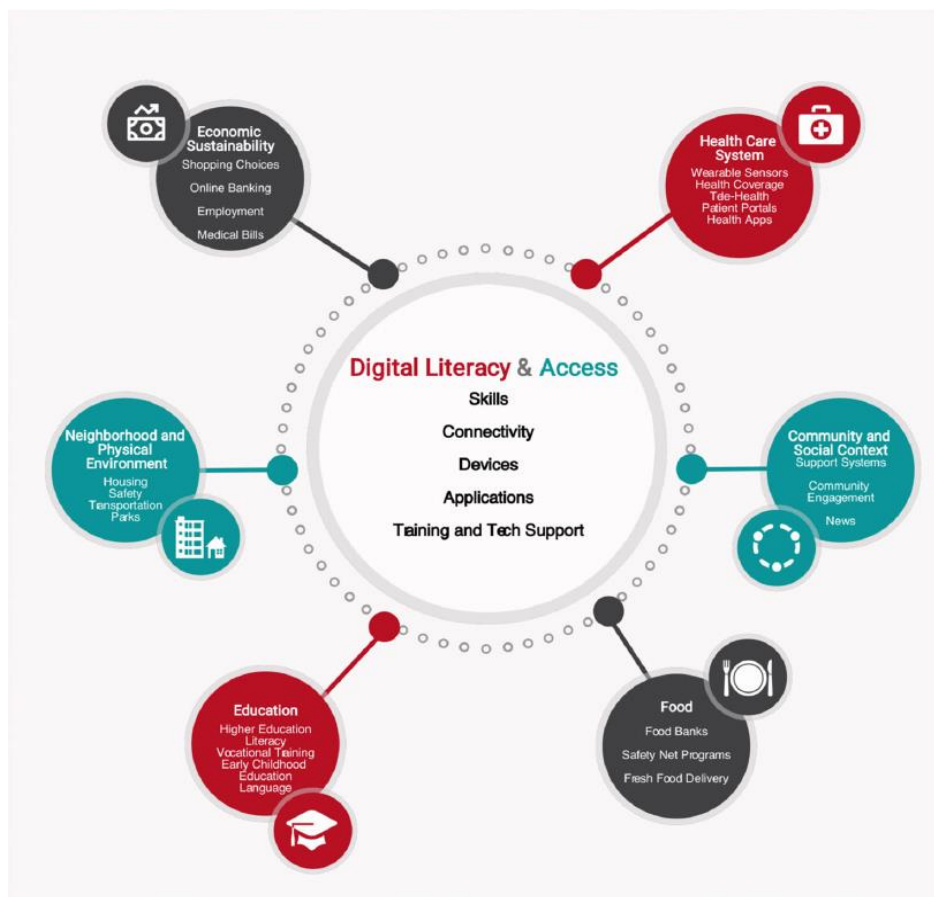 Economic
Sustainability
Shopping Choices
Online Banking
Employment
Medical Bills
Health Care
System
Wearable Sensors
Health Coverage
Tele-Health
Patient Portals
Health Apps
Digital Literacy & Access
Skills
Connectivity
Devices
Applications
Training and Tech Support
Neighborhood and
Physical
Environment
Housing
Safety
Transportation
Parks
Community and
Social Context
Support Systems
Community
Engagement
News
Education
Higher Education
Literacy
Vocational Training
Early Childhood
Education
Language
Food
Food Banks
Safety Net Programs
Fresh Food Delivery